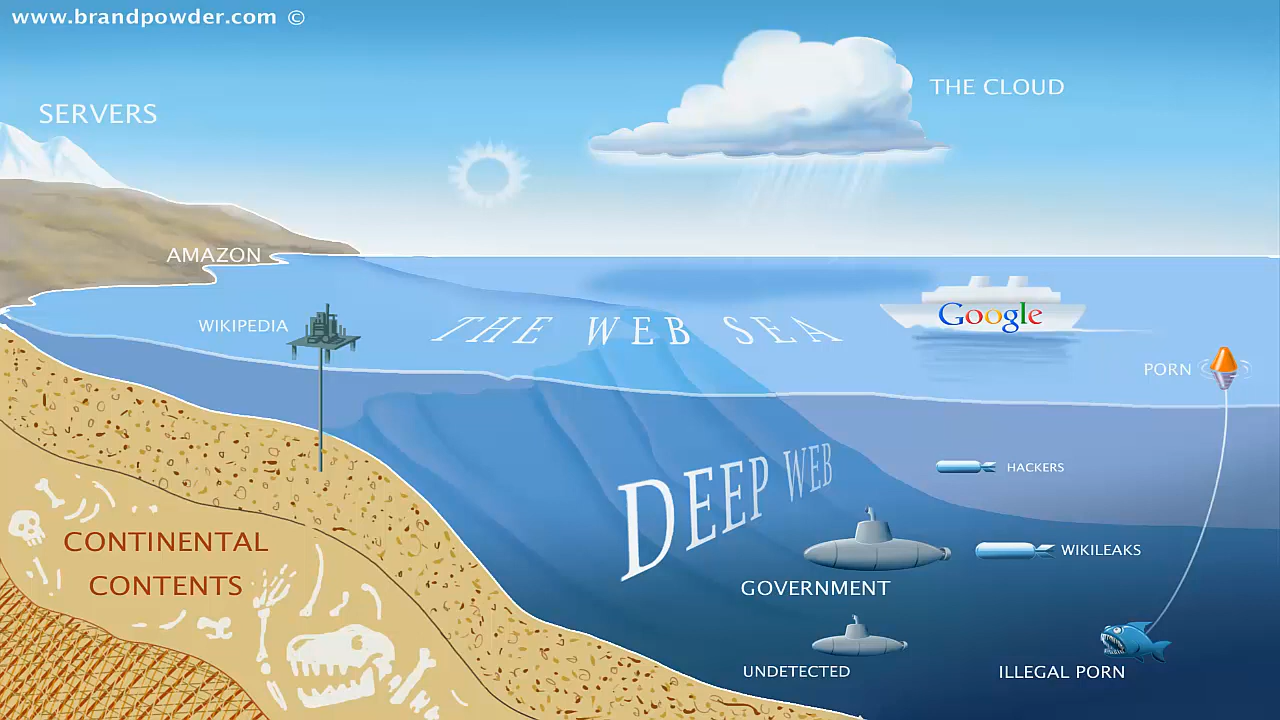 www.brandpowder.com ©
SERVERS
THE CLOUD
AMAZON
WIKIPEDIA
THE WEB SEA
Google
PORN
DEEP WEB
HACKERS
WIKILEAKS
GOVERNMENT
CONTINENTAL
CONTENTS
UNDETECTED
ILLEGAL PORN